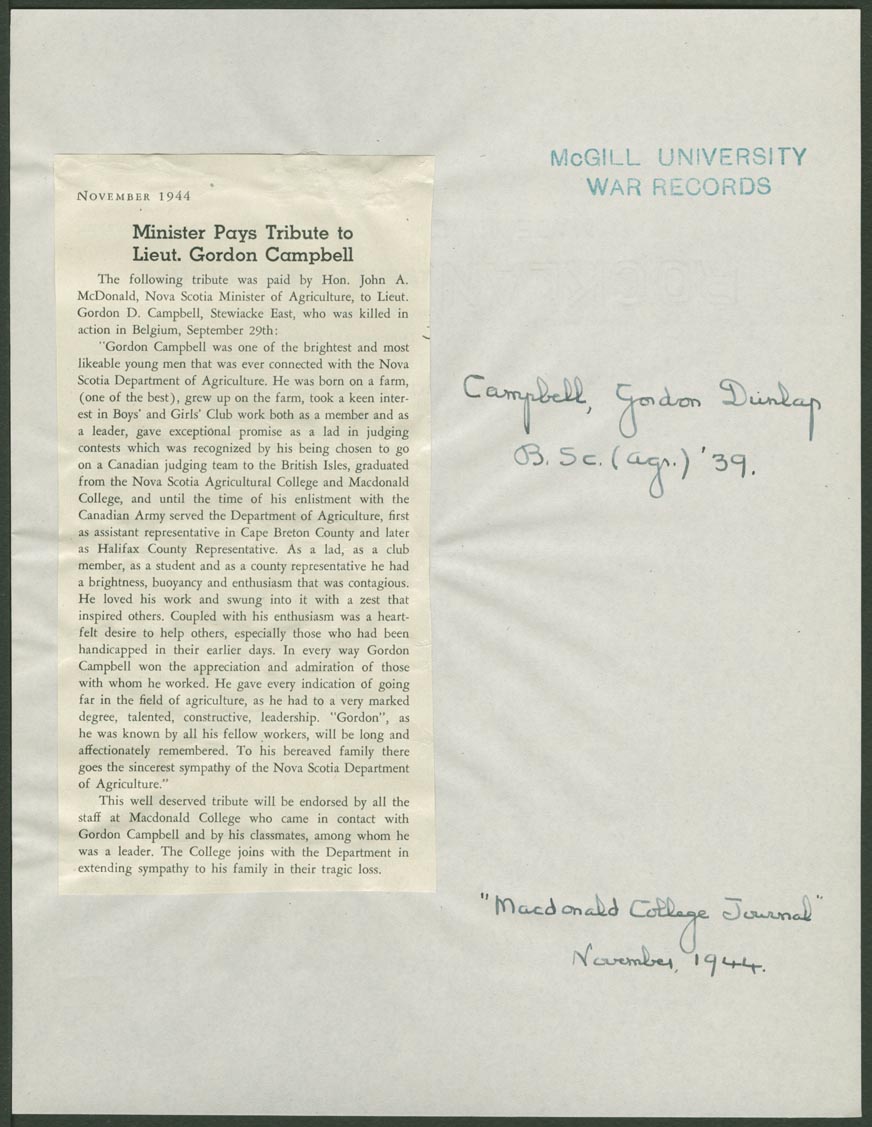 McGILL UNIVERSITY
WAR RECORDS
NOVEMBER 1944
Minister Pays Tribute to
Lieut. Gordon Campbell
The following tribute was paid by Hon. John A.
McDonald, Nova Scotia Minister of Agriculture, to Lieut.
Gordon D. Campbell, Stewiacke East, who was killed in
action in Belgium, September 29th:
"Gordon Campbell was one of the brightest and most
likeable young men that was ever connected with the Nova
Scotia Department of Agriculture. He was born on a farm,
(one of the best), grew up on the farm, took a keen inter-
est in Boys' and Girls' Club work both as a member and as
a leader, gave exceptional promise as a lad in judging
contests which was recognized by his being chosen to go
on a Canadian judging team to the British Isles, graduated
from the Nova Scotia Agricultural College and Macdonald
College, and until the time of his enlistment with the
Canadian Army served the Department of Agriculture, first
as assistant representative in Cape Breton County and later
as Halifax County Representative. As a lad, as a club
member, as a student and as a county representative he had
a brightness, buoyancy and enthusiasm that was contagious.
He loved his work and swung into it with a zest that
inspired others. Coupled with his enthusiasm was a heart-
felt desire to help others, especially those who had been
handicapped in their earlier days. In every way Gordon
Campbell won the appreciation and admiration of those
with whom he worked. He gave every indication of going
far in the field of agriculture, as he had to a very marked
degree, talented, constructive, leadership. "Gordon", as
he was known by all his fellow workers, will be long and
affectionately remembered. To his bereaved family there
goes the sincerest sympathy of the Nova Scotia Department
of Agriculture."
This well deserved tribute will be endorsed by all the
staff at Macdonald College who came in contact with
Gordon Campbell and by his classmates, among whom he
was a leader. The College joins with the Department in
extending sympathy to his family in their tragic loss.
Campbell, Gordon Dunlap
B. Sc. (agr.) '39.
"Macdonald College Journal"
November, 1944.